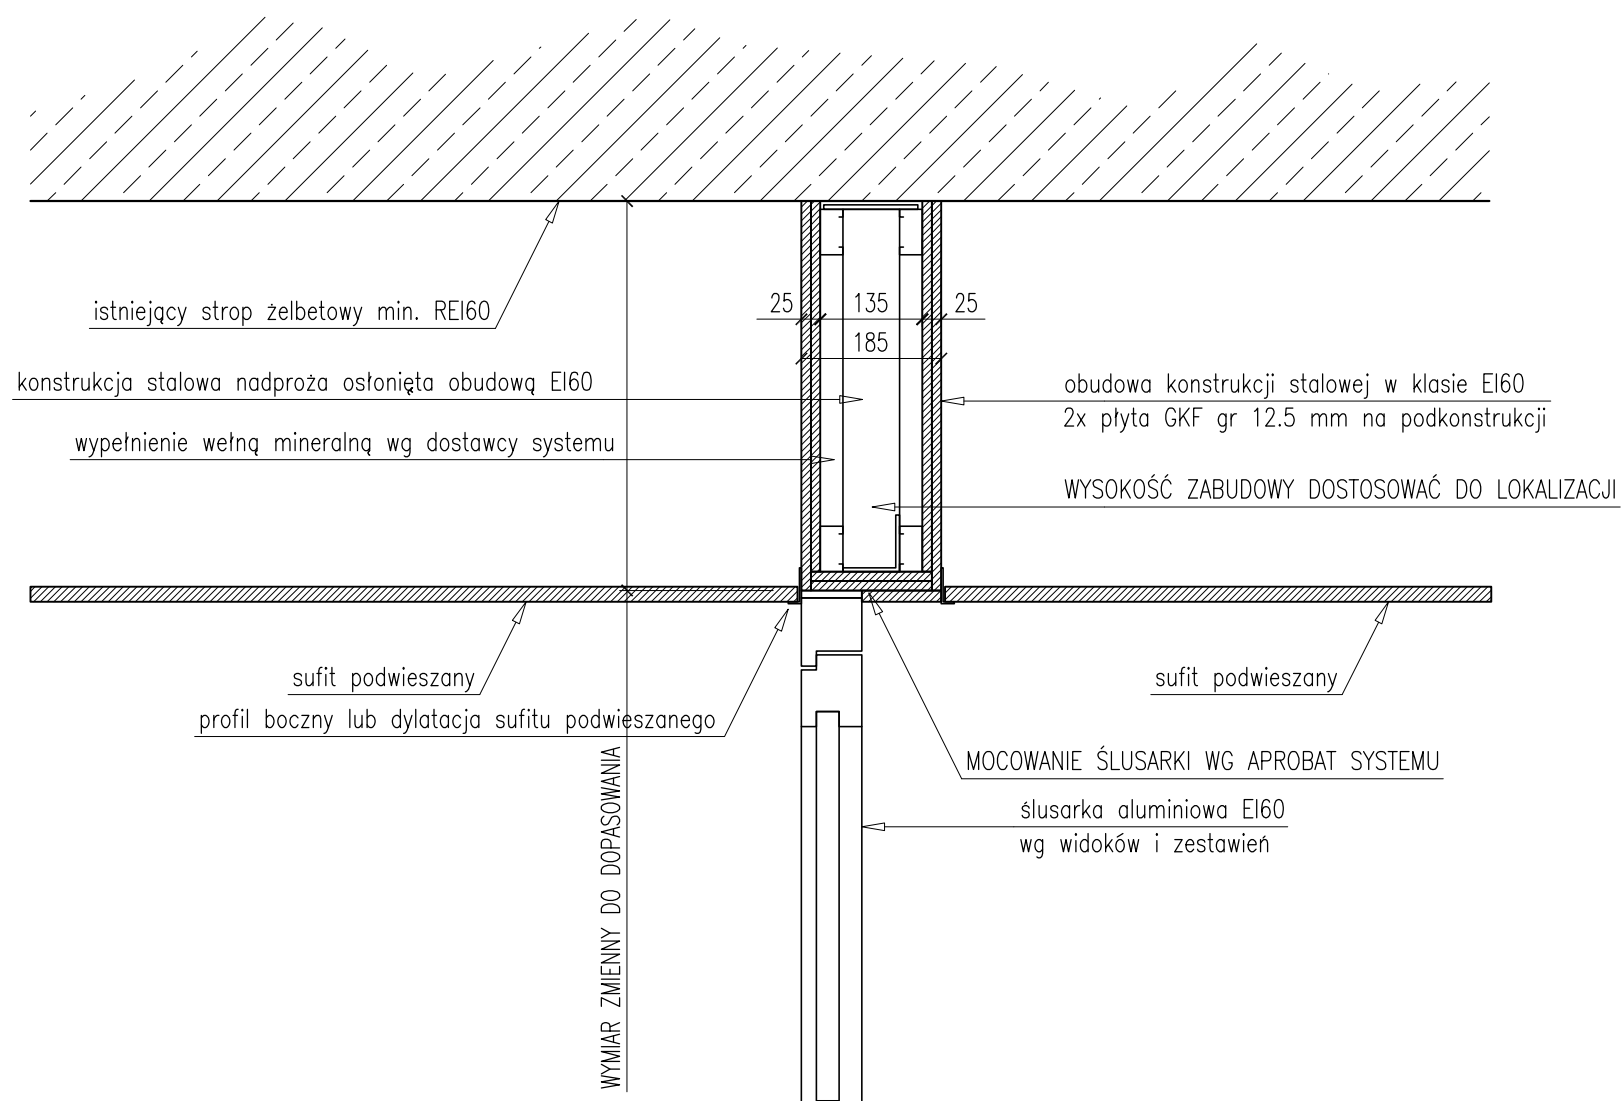 istniejący strop żelbetowy min. REI60
25
135
25
185
konstrukcja stalowa nadproża osłonięta obudową EI60
obudowa konstrukcji stalowej w klasie EI60
2x płyta GKF gr 12.5 mm na podkonstrukcji
wypełnienie wełną mineralną wg dostawcy systemu
WYSOKOŚĆ ZABUDOWY DOSTOSOWAĆ DO LOKALIZACJI
sufit podwieszany
sufit podwieszany
profil boczny lub dylatacja sufitu podwieszanego
MOCOWANIE ŚLUSARKI WG APROBAT SYSTEMU
ślusarka aluminiowa EI60
wg widoków i zestawień
WYMIAR ZMIENNY DO DOPASOWANIA